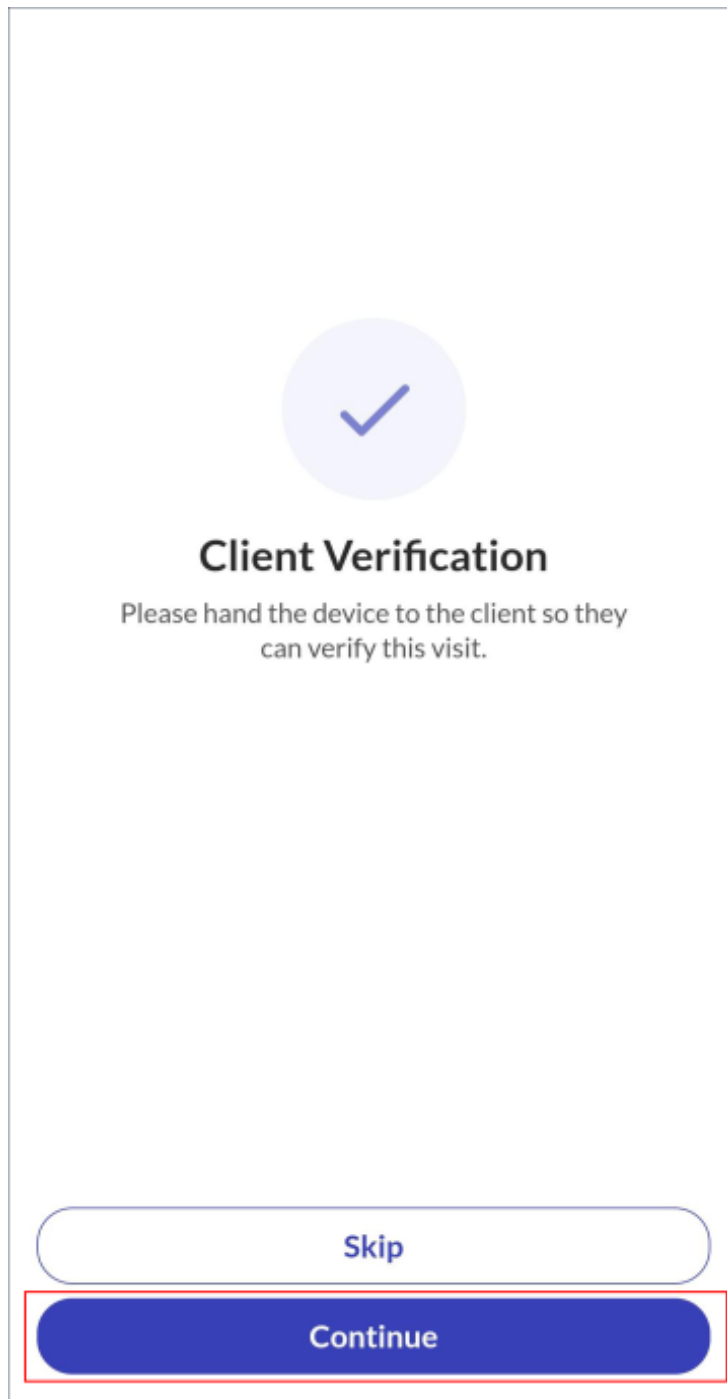 Client Verification
Please hand the device to the client so they
can verify this visit.
Skip
Continue